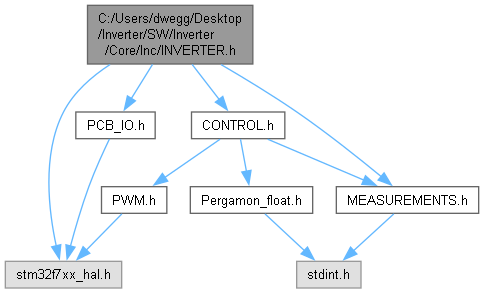 C:/Users/dwegg/Desktop
/Inverter/SW/Inverter
/Core/Inc/INVERTER.h
PCB_IO.h
CONTROL.h
PWM.h
Pergamon_float.h
MEASUREMENTS.h
stm32f7xx_hal.h
stdint.h